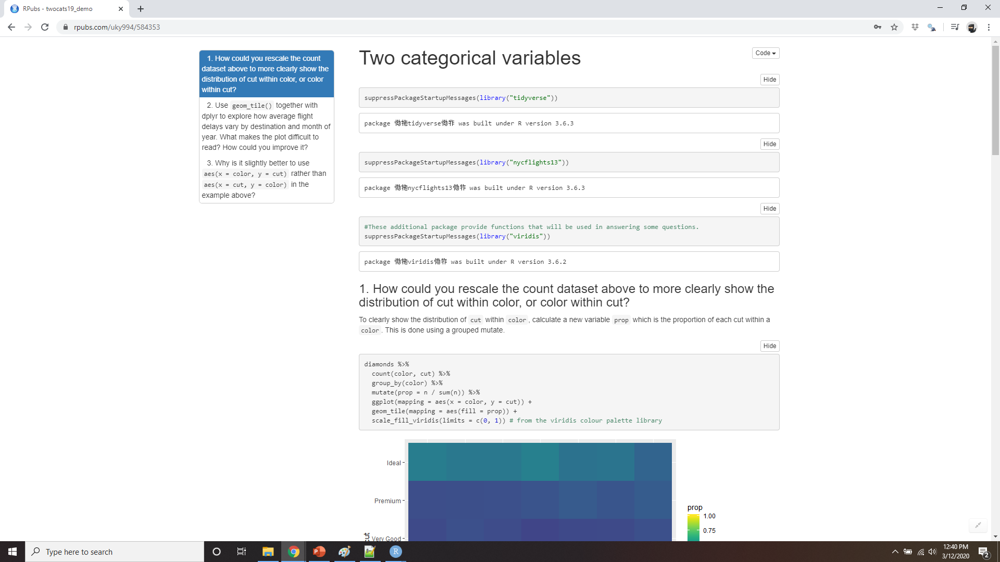 RPubs - twocats19_demo
rpubs.com/uky994/584353
1. How could you rescale the count
dataset above to more clearly show the
distribution of cut within color, or color
within cut?
2. Use geom_tile() together with
dplyr to explore how average flight
delays vary by destination and month of
year. What makes the plot difficult to
read? How could you improve it?
3. Why is it slightly better to use
aes(x = color, y = cut) rather than
aes(x = cut, y = color) in the
example above?
Two categorical variables
Code
Hide
suppressPackageStartupMessages(library("tidyverse"))
package 慟牠tidyverse慟牪 was built under R version 3.6.3
Hide
suppressPackageStartupMessages(library("nycflights13"))
package 慟牠nycflights13慟牪 was built under R version 3.6.3
Hide
#These additional package provide functions that will be used in answering some questions.
suppressPackageStartupMessages(library("viridis"))
package 慟牠viridis慟牪 was built under R version 3.6.2
1. How could you rescale the count dataset above to more clearly show the
distribution of cut within color, or color within cut?
To clearly show the distribution of cut within color, calculate a new variable prop which is the proportion of each cut within a
color. This is done using a grouped mutate.
Hide
diamonds %>%
count(color, cut) %>%
group_by(color) %>%
mutate(prop = n / sum(n)) %>%
ggplot(mapping = aes(x = color, y = cut)) +
geom_tile(mapping = aes(fill = prop)) +
scale_fill_viridis(limits = c(0, 1)) # from the viridis colour palette library
Ideal
Premium
Very Good
cut
prop
1.00
0.75
Type here to search
12:40 PM
3/12/2020
2